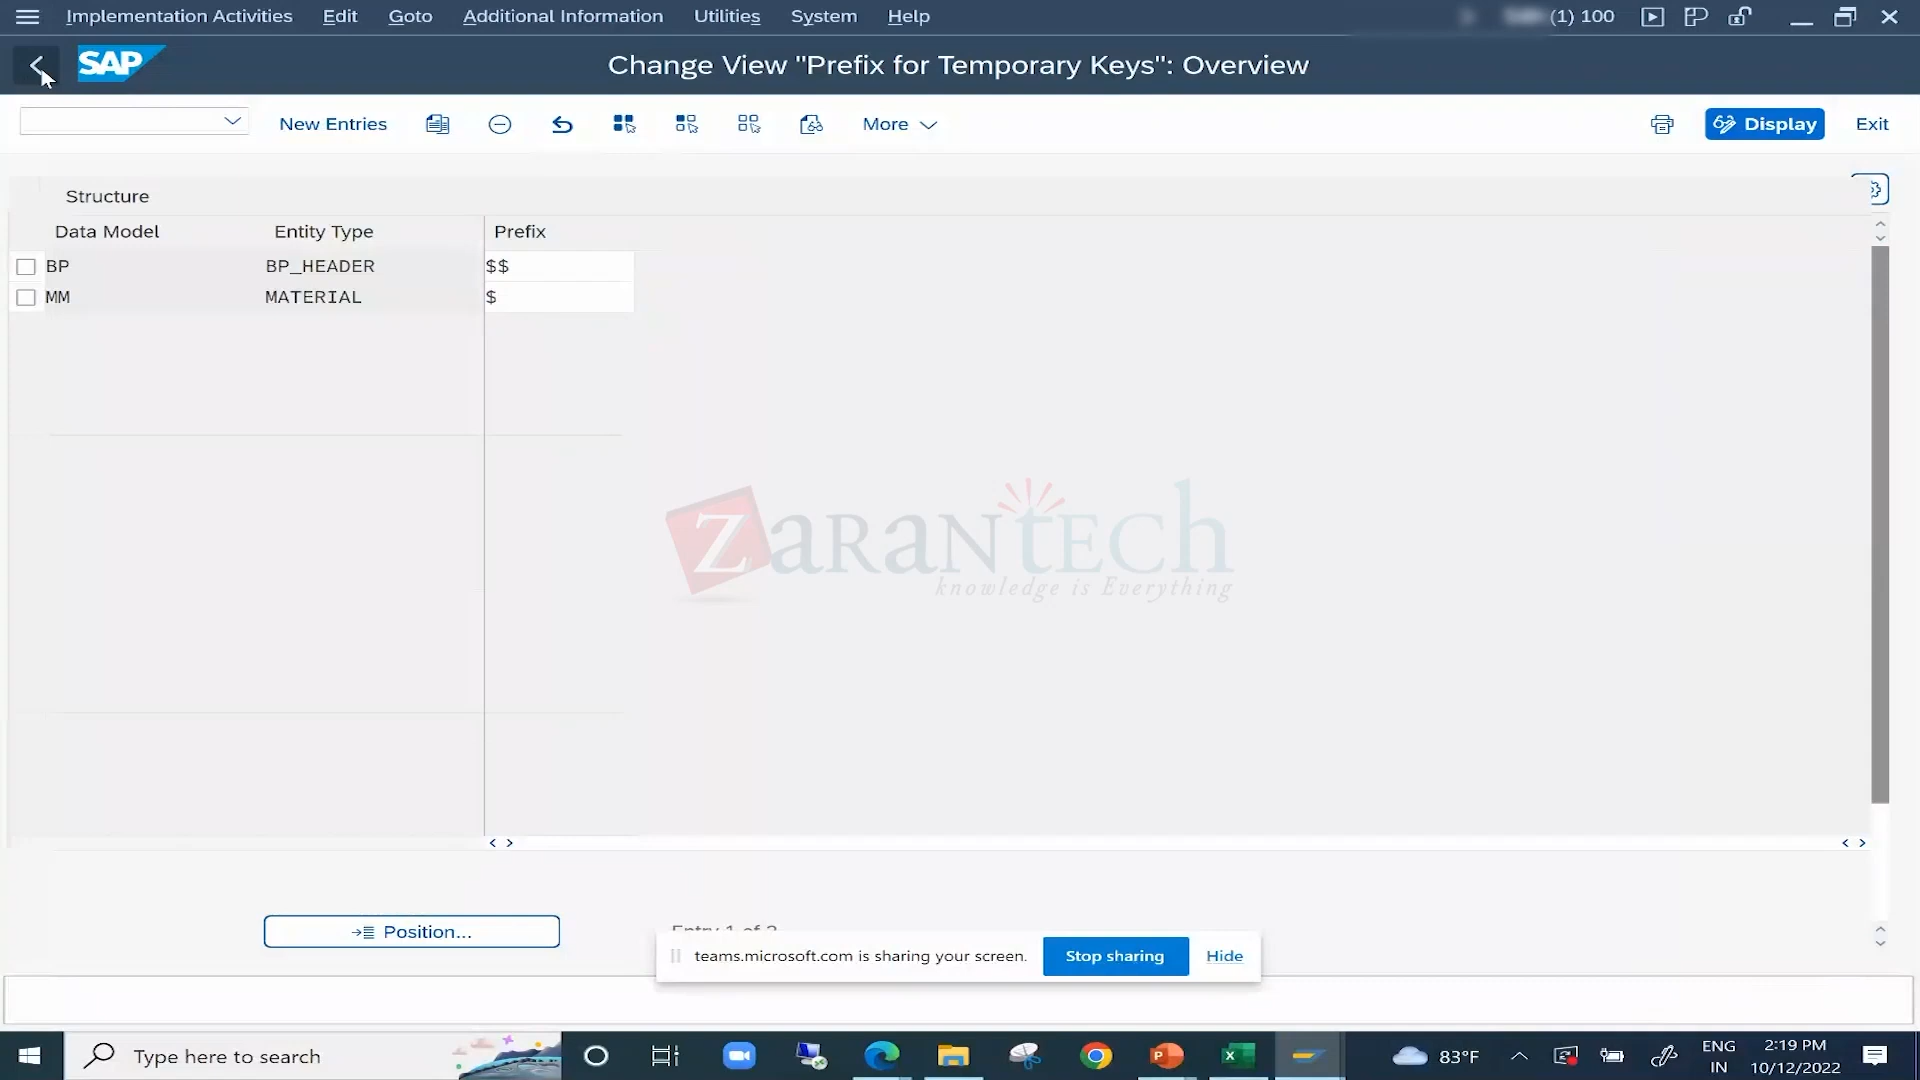 Implementation Activities Edit Goto Additional Information Utilities System Help (1) 100
SAP Change View "Prefix for Temporary Keys": Overview
New Entries More Display Exit
Structure
Data Model Entity Type Prefix
BP BP_HEADER $$
MM MATERIAL $
ZaranTech
knowledge is Everything
Position...
teams.microsoft.com is sharing your screen. Stop sharing Hide
Type here to search 83°F ENG IN 2:19 PM 10/12/2022